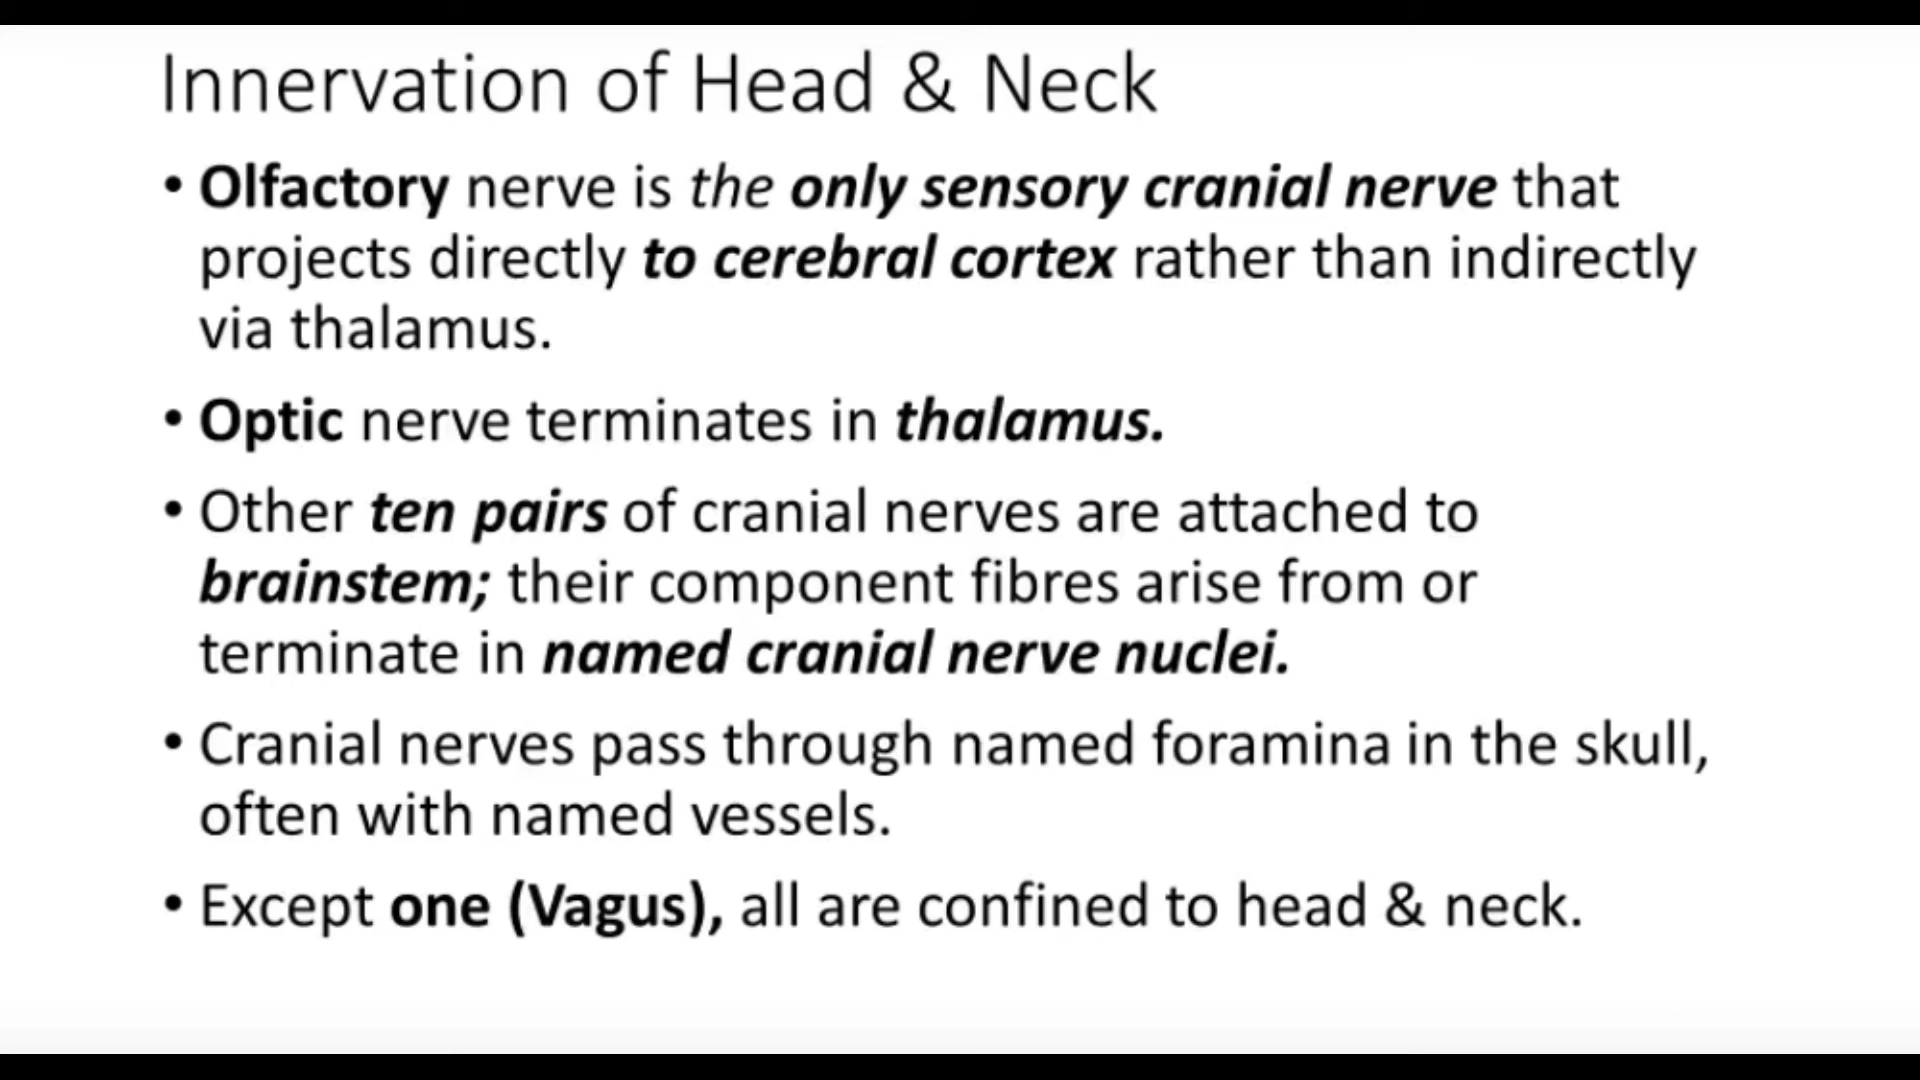 Innervation of Head & Neck
• Olfactory nerve is the only sensory cranial nerve that
projects directly to cerebral cortex rather than indirectly
via thalamus.
• Optic nerve terminates in thalamus.
• Other ten pairs of cranial nerves are attached to
brainstem; their component fibres arise from or
terminate in named cranial nerve nuclei.
• Cranial nerves pass through named foramina in the skull,
often with named vessels.
• Except one (Vagus), all are confined to head & neck.